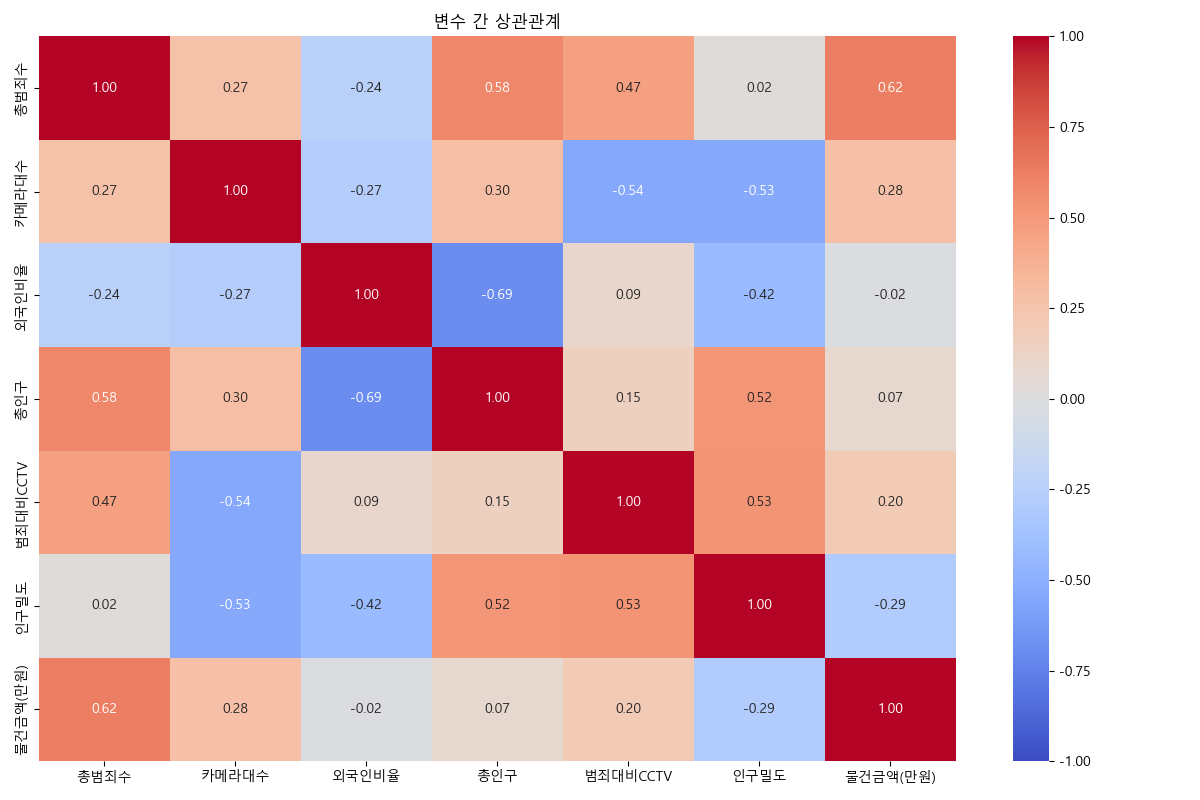 변수 간 상관관계
총범죄수 1.00 0.27 -0.24 0.58 0.47 0.02 0.62
카메라대수 0.27 1.00 -0.27 0.30 -0.54 -0.53 0.28
외국인비율 -0.24 -0.27 1.00 -0.69 0.09 -0.42 -0.02
총인구 0.58 0.30 -0.69 1.00 0.15 0.52 0.07
범죄대비CCTV 0.47 -0.54 0.09 0.15 1.00 0.53 0.20
인구밀도 0.02 -0.53 -0.42 0.52 0.53 1.00 -0.29
물건금액(만원) 0.62 0.28 -0.02 0.07 0.20 -0.29 1.00
총범죄수 카메라대수 외국인비율 총인구 범죄대비CCTV 인구밀도 물건금액(만원)
1.00
0.75
0.50
0.25
0.00
-0.25
-0.50
-0.75
-1.00